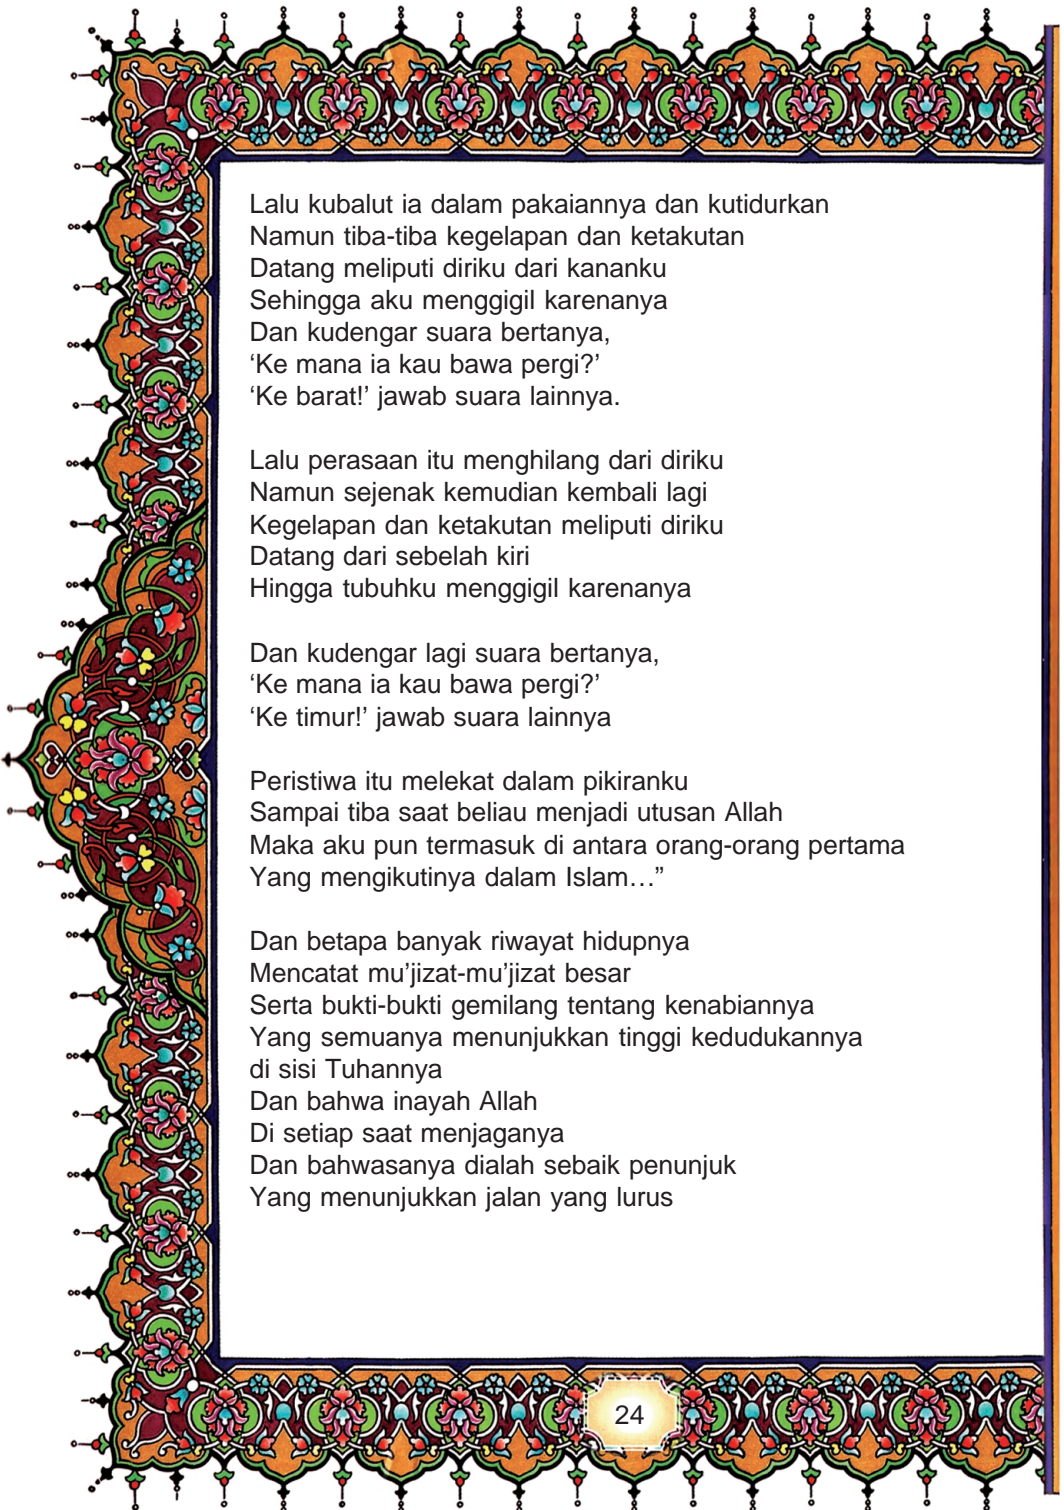 Lalu kubalut ia dalam pakaiannya dan kutidurkan
Namun tiba-tiba kegelapan dan ketakutan
Datang meliputi diriku dari kananku
Sehingga aku menggigil karenanya
Dan kudengar suara bertanya,
‘Ke mana ia kau bawa pergi?’
‘Ke barat!’ jawab suara lainnya.
Lalu perasaan itu menghilang dari diriku
Namun sejenak kemudian kembali lagi
Kegelapan dan ketakutan meliputi diriku
Datang dari sebelah kiri
Hingga tubuhku menggigil karenanya
Dan kudengar lagi suara bertanya,
‘Ke mana ia kau bawa pergi?’
‘Ke timur!’ jawab suara lainnya
Peristiwa itu melekat dalam pikiranku
Sampai tiba saat beliau menjadi utusan Allah
Maka aku pun termasuk di antara orang-orang pertama
Yang mengikutinya dalam Islam…”
Dan betapa banyak riwayat hidupnya
Mencatat mu’jizat-mu’jizat besar
Serta bukti-bukti gemilang tentang kenabiannya
Yang semuanya menunjukkan tinggi kedudukannya
di sisi Tuhannya
Dan bahwa inayah Allah
Di setiap saat menjaganya
Dan bahwasanya dialah sebaik penunjuk
Yang menunjukkan jalan yang lurus
24